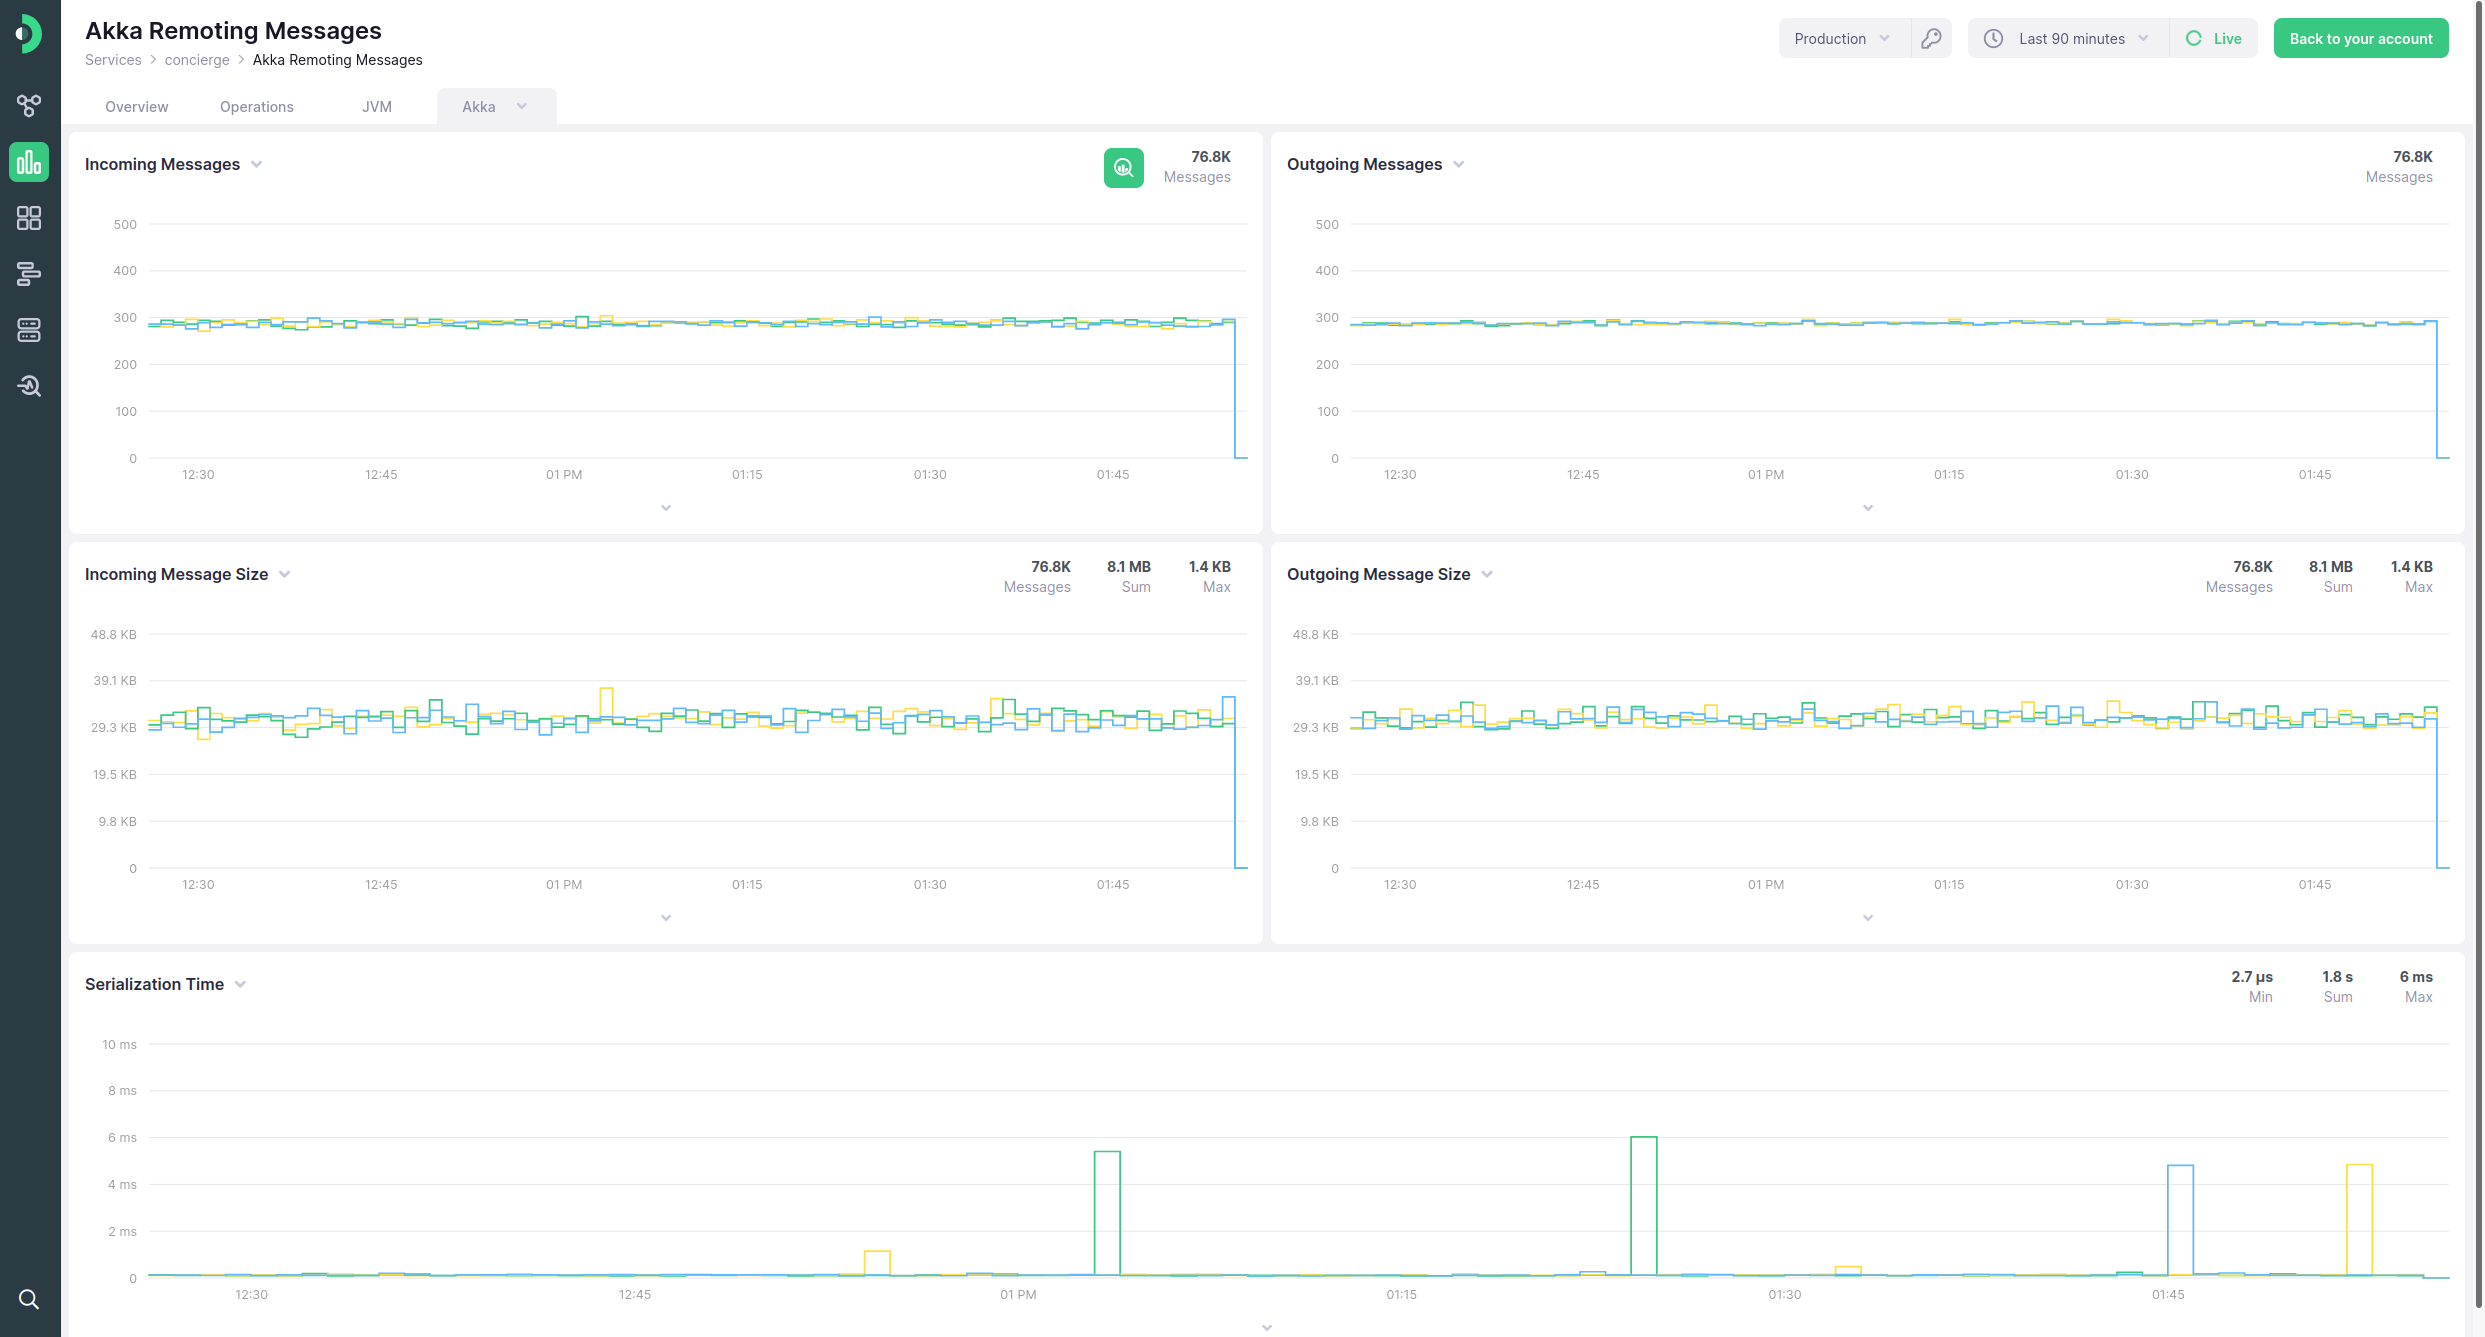 Akka Remoting Messages
Services > concierge > Akka Remoting Messages
Production
Last 90 minutes
Live
Back to your account
Overview
Operations
JVM
Akka
Incoming Messages
76.8K
Messages
500
400
300
200
100
0
12:30 12:45 01 PM 01:15 01:30 01:45
Outgoing Messages
76.8K
Messages
500
400
300
200
100
0
12:30 12:45 01 PM 01:15 01:30 01:45
Incoming Message Size
76.8K 8.1 MB 1.4 KB
Messages Sum Max
48.8 KB
39.1 KB
29.3 KB
19.5 KB
9.8 KB
0
12:30 12:45 01 PM 01:15 01:30 01:45
Outgoing Message Size
76.8K 8.1 MB 1.4 KB
Messages Sum Max
48.8 KB
39.1 KB
29.3 KB
19.5 KB
9.8 KB
0
12:30 12:45 01 PM 01:15 01:30 01:45
Serialization Time
2.7 µs 1.8 s 6 ms
Min Sum Max
10 ms
8 ms
6 ms
4 ms
2 ms
0
12:30 12:45 01 PM 01:15 01:30 01:45